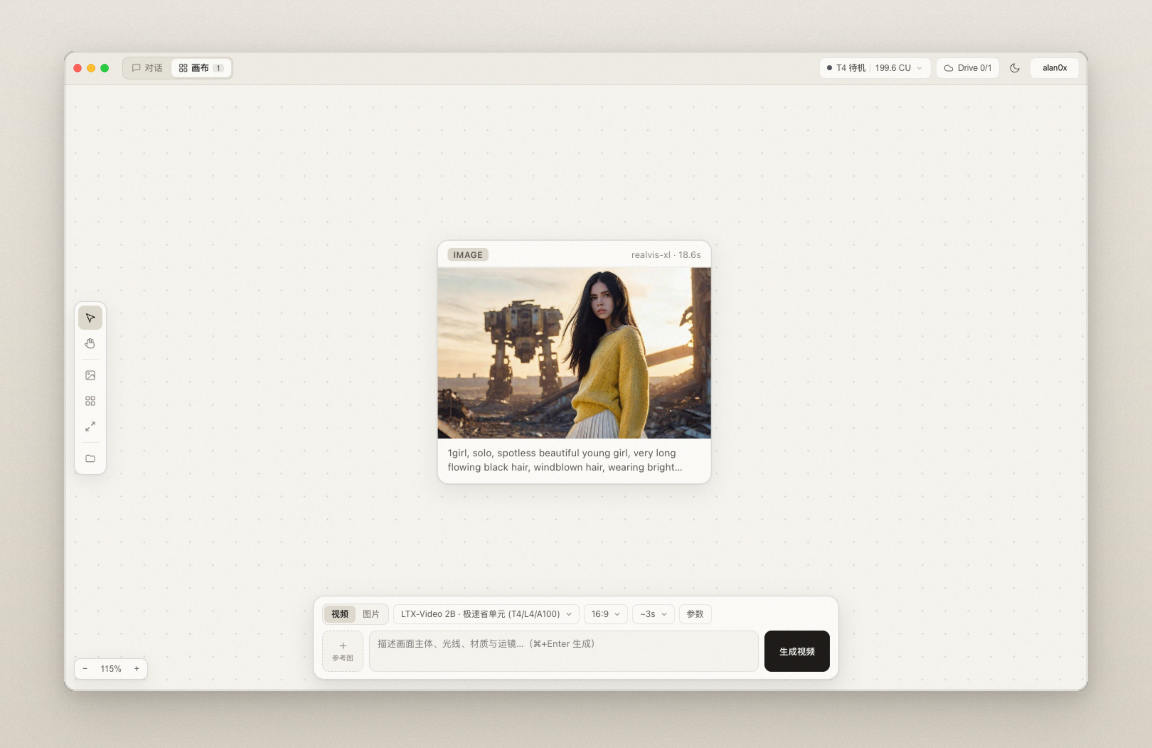 对话
画布 1
T4 待机 199.6 CU
Drive 0/1
alan0x
IMAGE
realvis-xl · 18.6s
1girl, solo, spotless beautiful young girl, very long
flowing black hair, windblown hair, wearing bright...
视频
图片
LTX-Video 2B · 极速省单元 (T4/L4/A100)
16:9
~3s
参数
+
参考图
描述画面主体、光线、材质与运镜... (⌘+Enter 生成)
生成视频
− 115% +